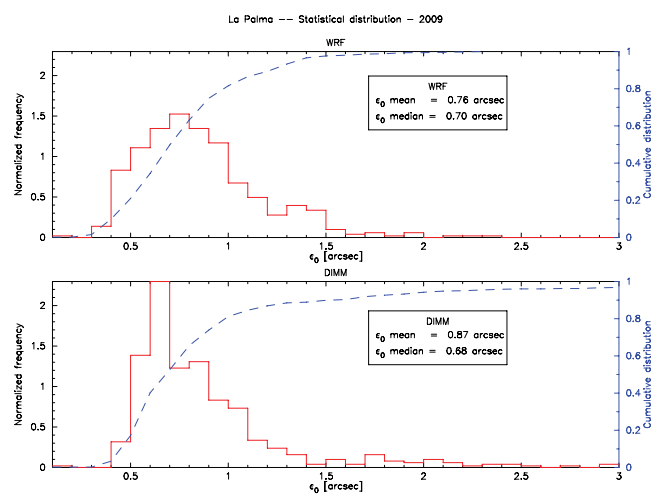 La Palma -- Statistical distribution - 2009
WRF
Normalized frequency
2
1.5
1
0.5
0
WRF
ε0 mean = 0.76 arcsec
ε0 median = 0.70 arcsec
1
0.8
0.6
0.4
0.2
0
Cumulative distribution
0.5 1 1.5 2 2.5 3
ε0 [arcsec]
DIMM
Normalized frequency
2
1.5
1
0.5
0
DIMM
ε0 mean = 0.87 arcsec
ε0 median = 0.68 arcsec
1
0.8
0.6
0.4
0.2
0
Cumulative distribution
0.5 1 1.5 2 2.5 3
ε0 [arcsec]